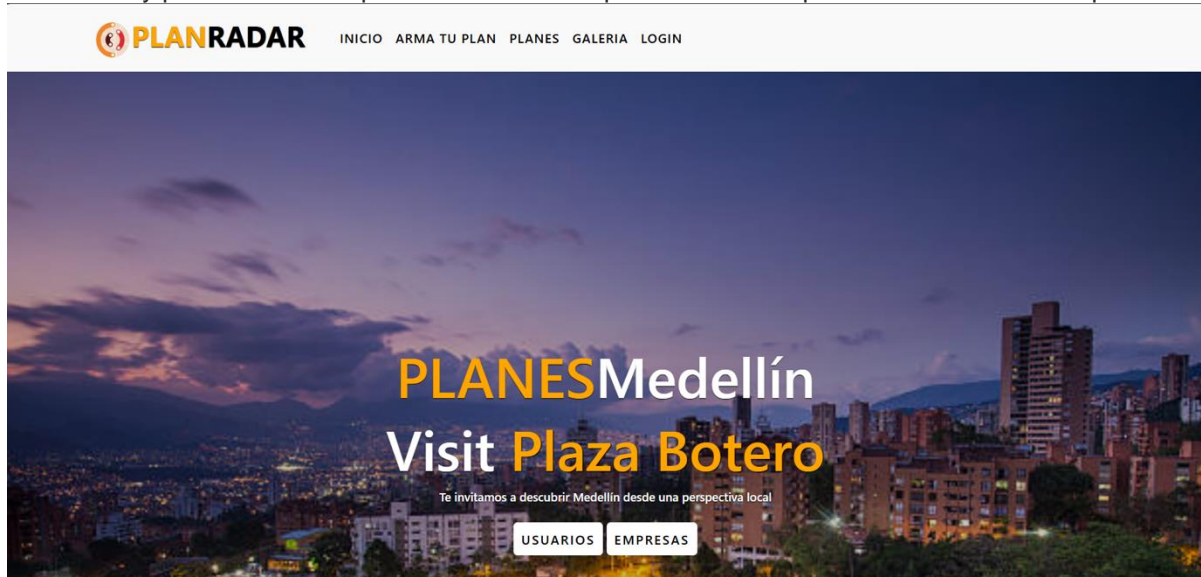 PLANRADAR INICIO ARMA TU PLAN PLANES GALERIA LOGIN
PLANESMedellín
Visit Plaza Botero
Te invitamos a descubrir Medellín desde una perspectiva local
USUARIOS EMPRESAS